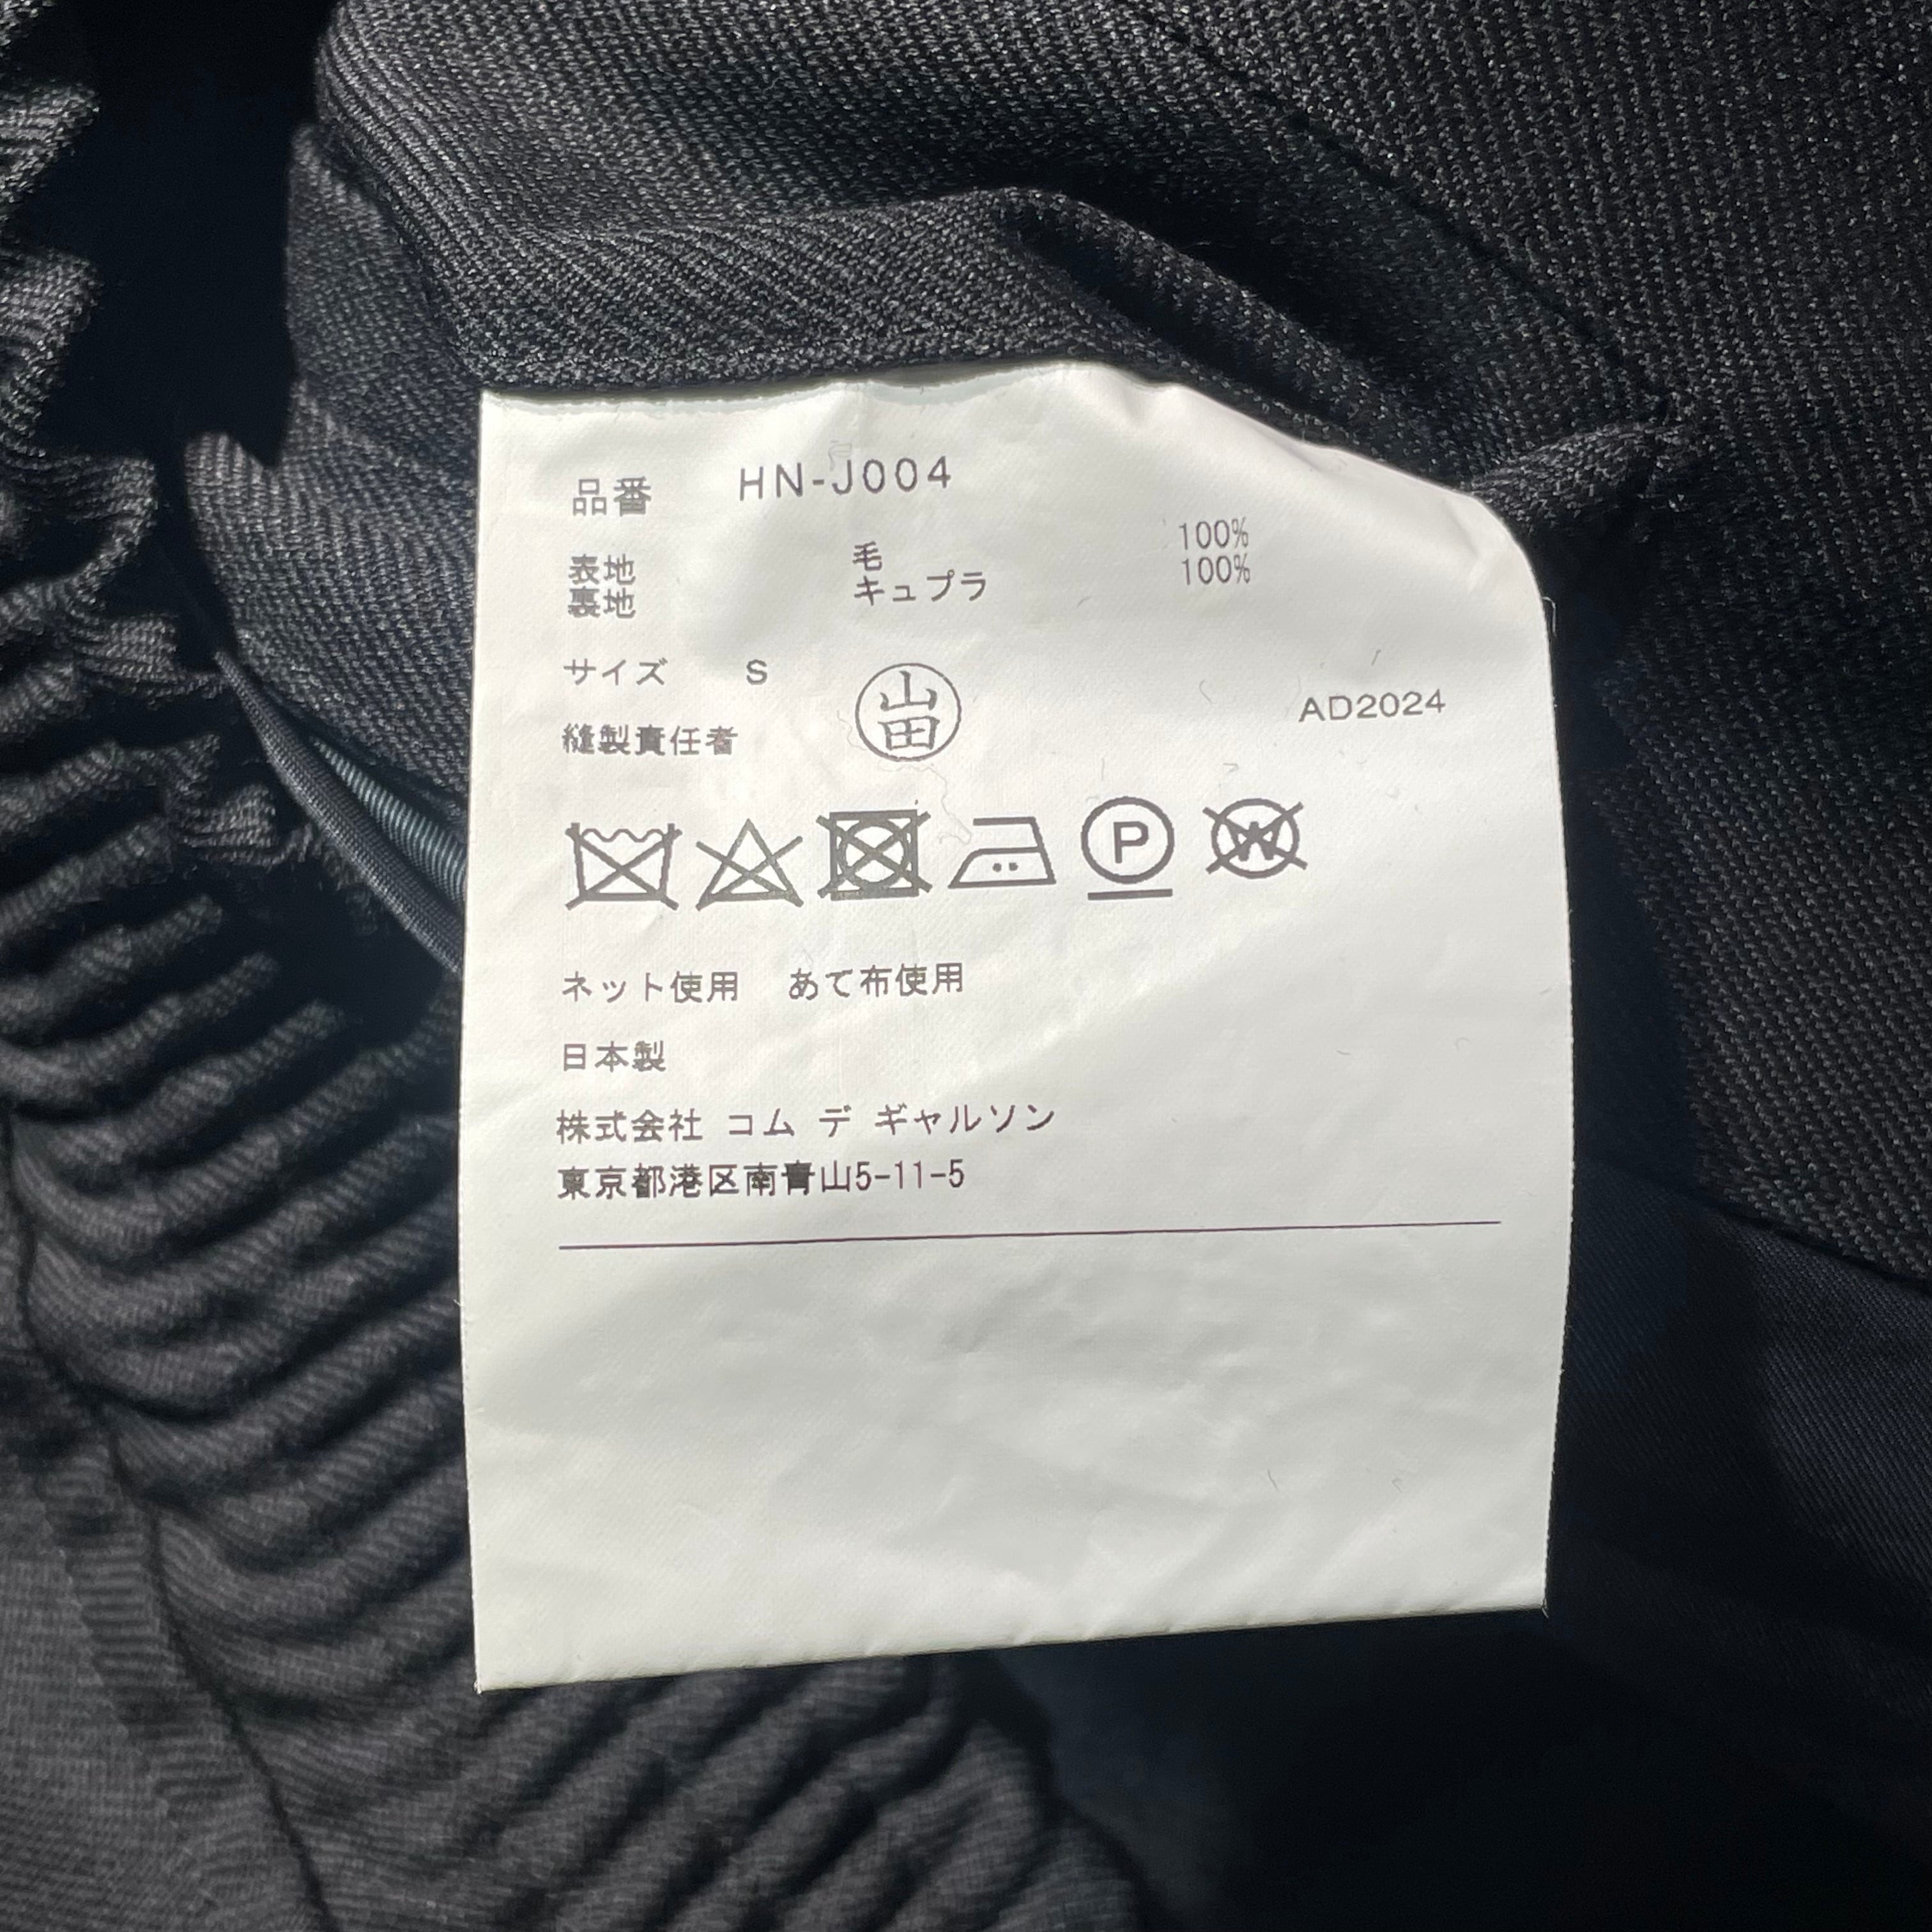 品番 HN-J004
表地 毛 100%
裏地 キュプラ 100%
サイズ S
山田
AD2024
縫製責任者
P W
ネット使用 あて布使用
日本製
株式会社 コム デ ギャルソン
東京都港区南青山5-11-5